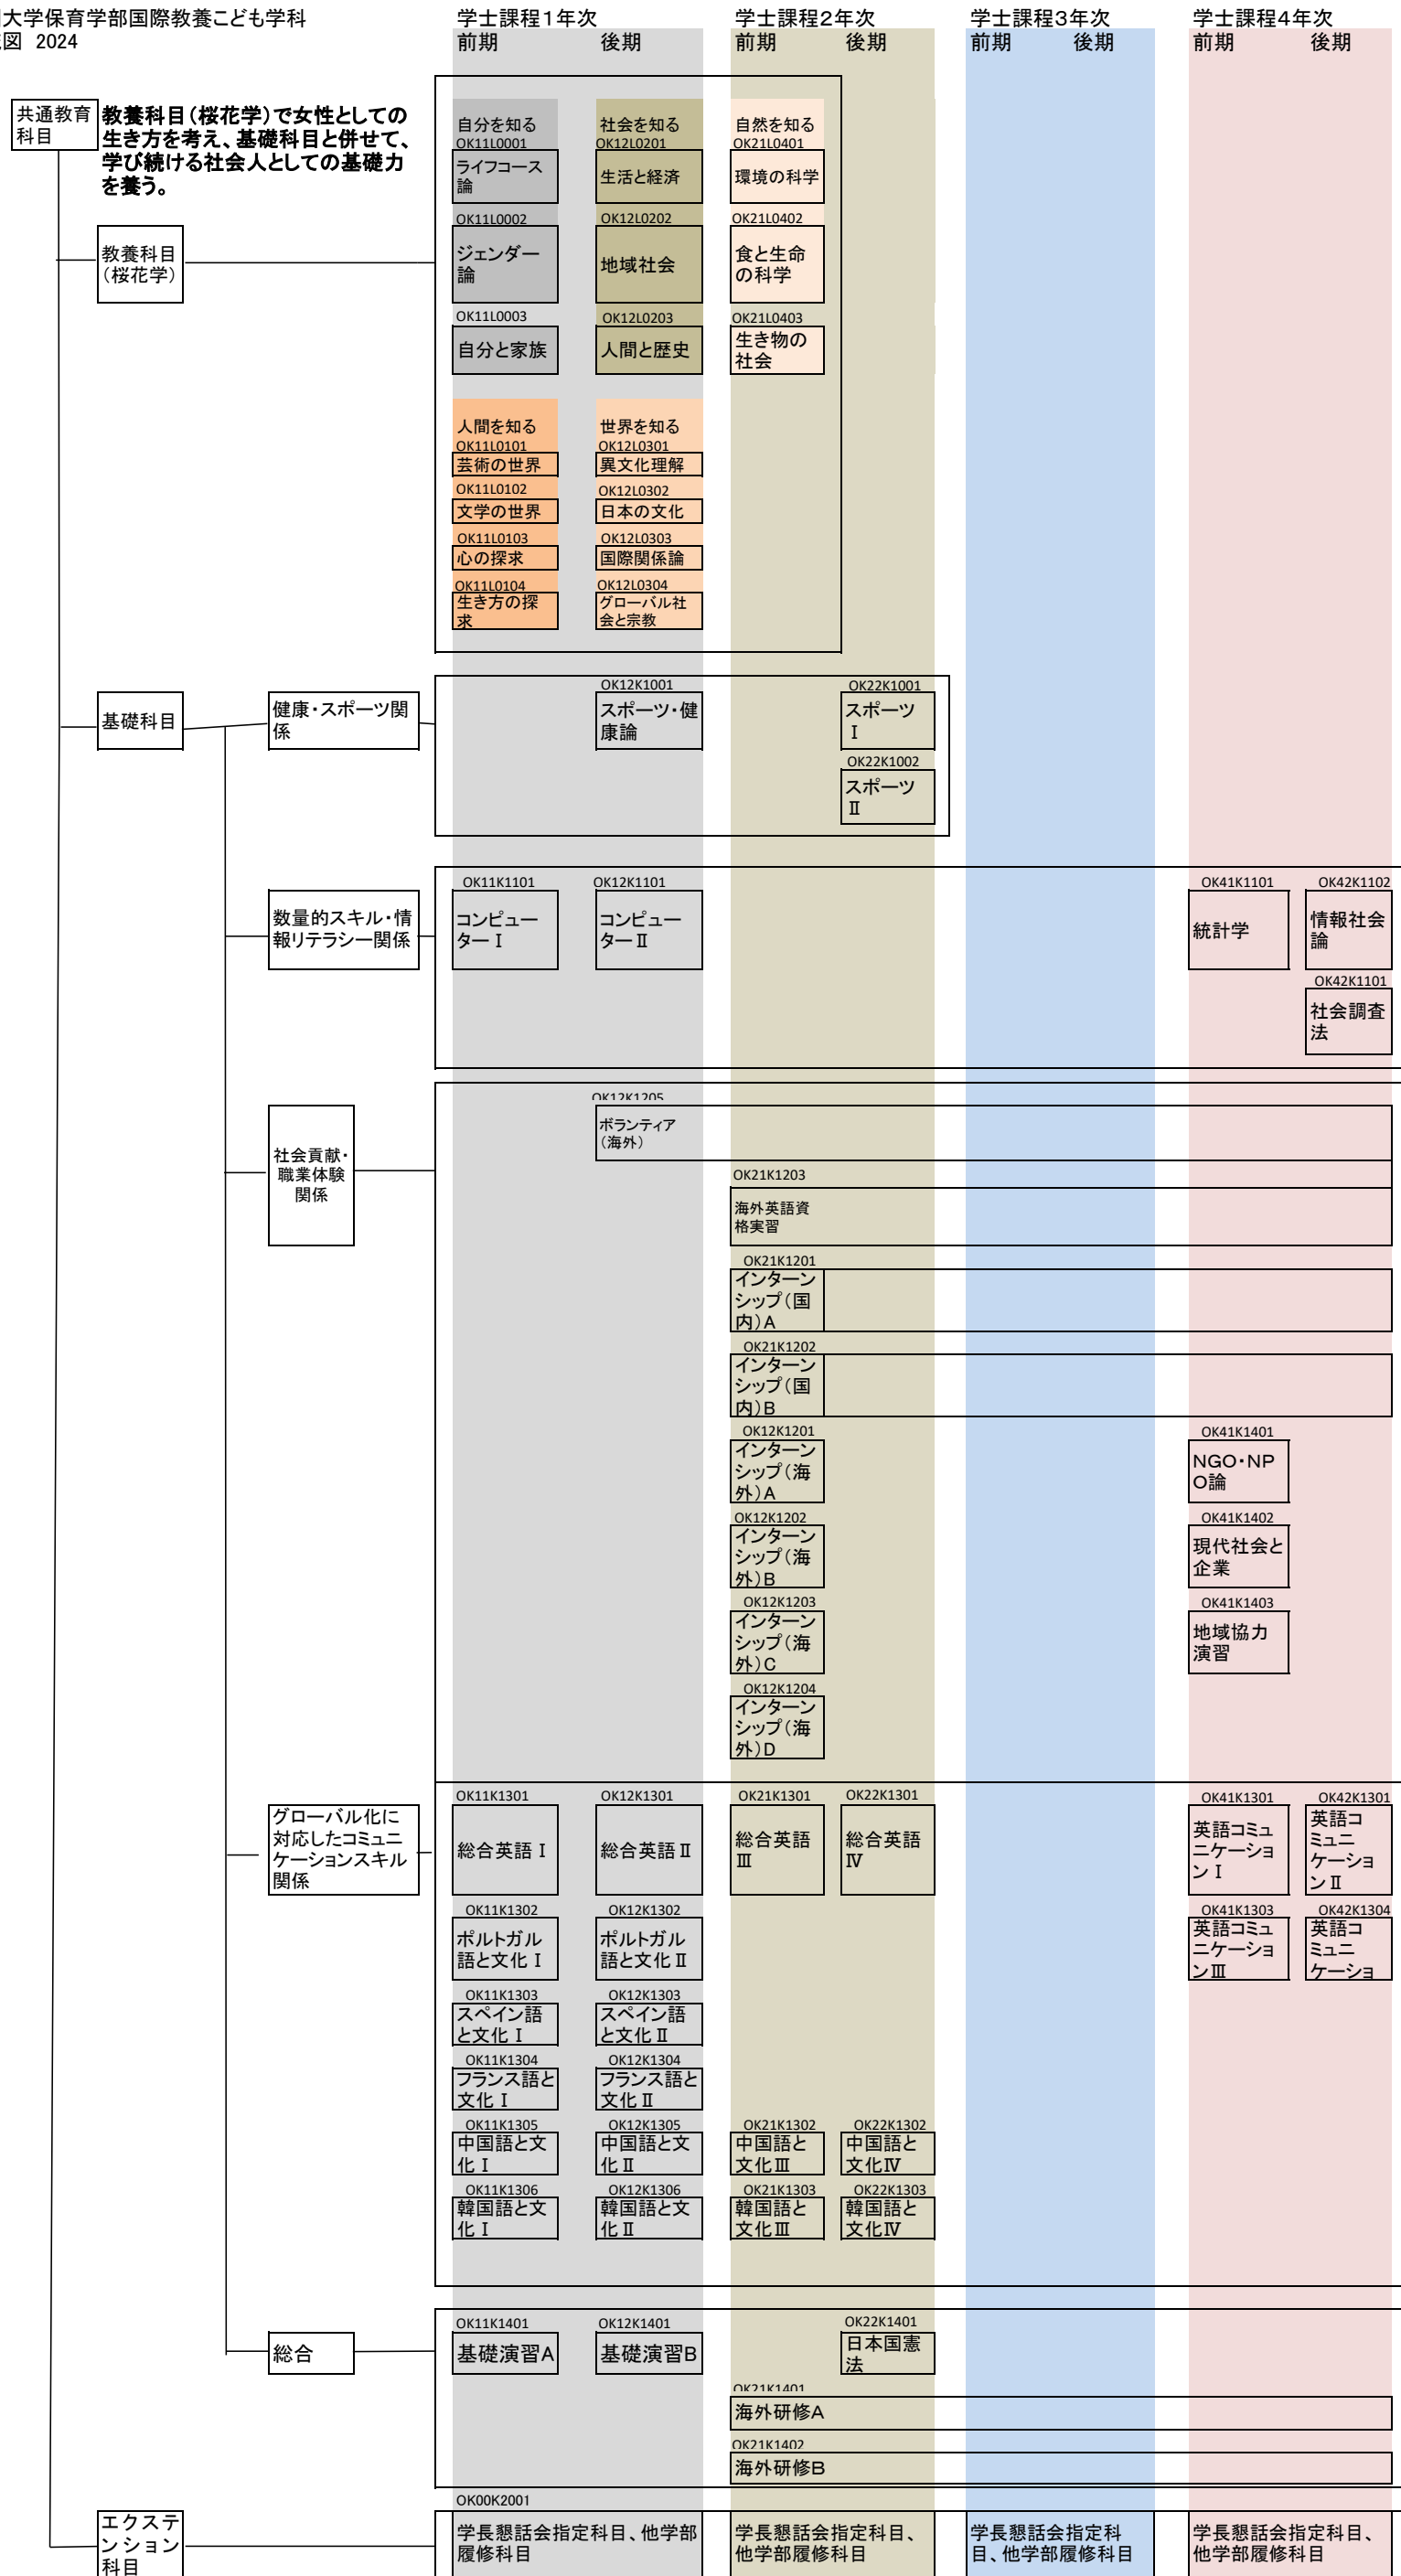 大学保育学部国際教養こども学科
図 2024
学士課程1年次
学士課程2年次
学士課程3年次
学士課程4年次
前期
後期
前期
後期
前期
後期
前期
後期
共通教育
科目
教養科目(桜花学)で女性としての
生き方を考え、基礎科目と併せて、
学び続ける社会人としての基礎力
を養う。
教養科目
(桜花学)
自分を知る
OK11L0001
ライフコース
論
OK11L0002
ジェンダー
論
OK11L0003
自分と家族
社会を知る
OK12L0201
生活と経済
OK12L0202
地域社会
OK12L0203
人間と歴史
自然を知る
OK21L0401
環境の科学
OK21L0402
食と生命
の科学
OK21L0403
生き物の
社会
人間を知る
OK11L0101
芸術の世界
OK11L0102
文学の世界
OK11L0103
心の探求
OK11L0104
生き方の探
求
世界を知る
OK12L0301
異文化理解
OK12L0302
日本の文化
OK12L0303
国際関係論
OK12L0304
グローバル社
会と宗教
基礎科目
健康・スポーツ関
係
OK12K1001
スポーツ・健
康論
OK22K1001
スポーツ
Ⅰ
OK22K1002
スポーツ
Ⅱ
数量的スキル・情
報リテラシー関係
OK11K1101
コンピュー
ターⅠ
OK12K1101
コンピュー
ターⅡ
OK41K1101
統計学
OK42K1102
情報社会
論
OK42K1101
社会調査
法
社会貢献・
職業体験
関係
OK12K1205
ボランティア
(海外)
OK21K1203
海外英語資
格実習
OK21K1201
インターン
シップ(国
内)A
OK21K1202
インターン
シップ(国
内)B
OK12K1201
インターン
シップ(海
外)A
OK12K1202
インターン
シップ(海
外)B
OK12K1203
インターン
シップ(海
外)C
OK12K1204
インターン
シップ(海
外)D
OK41K1401
NGO・NP
O論
OK41K1402
現代社会と
企業
OK41K1403
地域協力
演習
グローバル化に
対応したコミュニ
ケーションスキル
関係
OK11K1301
総合英語Ⅰ
OK12K1301
総合英語Ⅱ
OK21K1301
総合英語
Ⅲ
OK22K1301
総合英語
Ⅳ
OK41K1301
英語コミュ
ニケーショ
ンⅠ
OK42K1301
英語コ
ミュニ
ケーショ
ンⅡ
OK11K1302
ポルトガル
語と文化Ⅰ
OK12K1302
ポルトガル
語と文化Ⅱ
OK41K1303
英語コミュ
ニケーショ
ンⅢ
OK42K1304
英語コ
ミュニ
ケーショ
OK11K1303
スペイン語
と文化Ⅰ
OK12K1303
スペイン語
と文化Ⅱ
OK11K1304
フランス語と
文化Ⅰ
OK12K1304
フランス語と
文化Ⅱ
OK11K1305
中国語と文
化Ⅰ
OK12K1305
中国語と文
化Ⅱ
OK21K1302
中国語と
文化Ⅲ
OK22K1302
中国語と
文化Ⅳ
OK11K1306
韓国語と文
化Ⅰ
OK12K1306
韓国語と文
化Ⅱ
OK21K1303
韓国語と
文化Ⅲ
OK22K1303
韓国語と
文化Ⅳ
総合
OK11K1401
基礎演習A
OK12K1401
基礎演習B
OK22K1401
日本国憲
法
OK21K1401
海外研修A
OK21K1402
海外研修B
エクステ
ンション
科目
OK00K2001
学長懇話会指定科目、他学部
履修科目
学長懇話会指定科目、
他学部履修科目
学長懇話会指定科
目、他学部履修科目
学長懇話会指定科目、
他学部履修科目